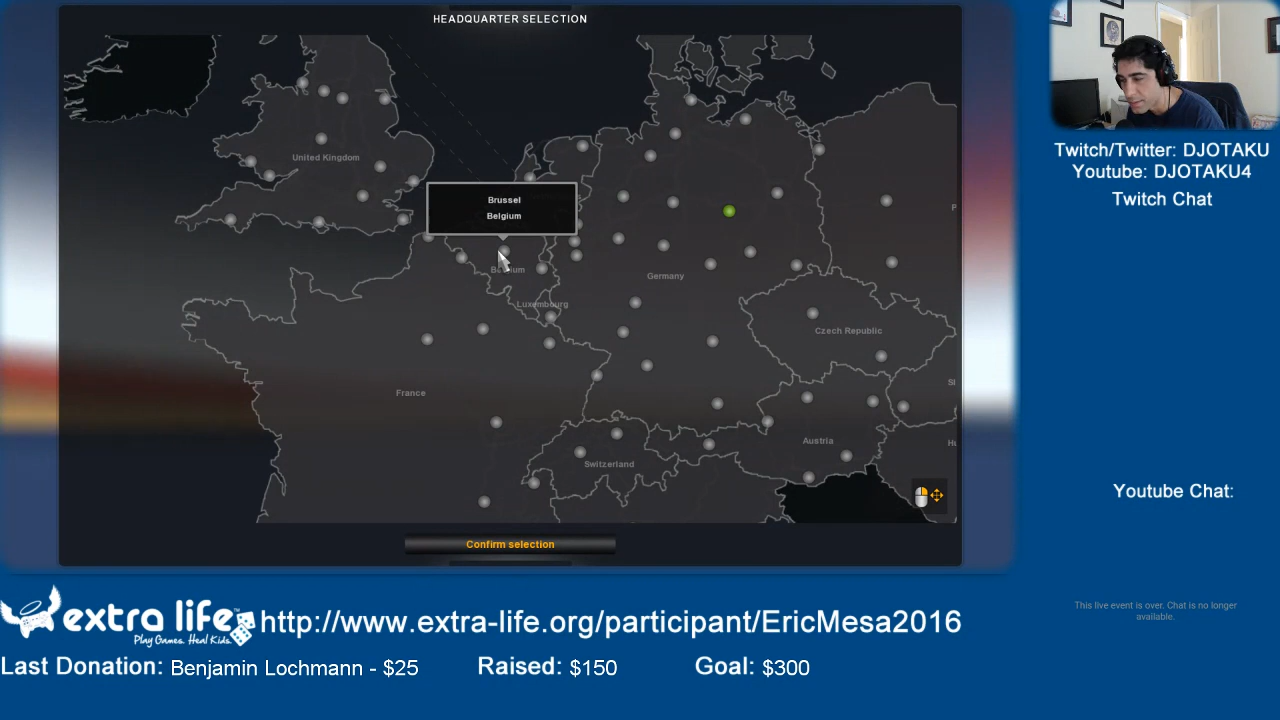 HEADQUARTER SELECTION
United Kingdom
Brussel
Belgium
Luxembourg
Germany
Czech Republic
France
Switzerland
Austria
Confirm selection
Twitch/Twitter: DJOTAKU
Youtube: DJOTAKU4
Twitch Chat
Youtube Chat:
This live event is over. Chat is no longer
available.
extra life
Play Games. Heal Kids.
http://www.extra-life.org/participant/EricMesa2016
Last Donation: Benjamin Lochmann - $25
Raised: $150
Goal: $300